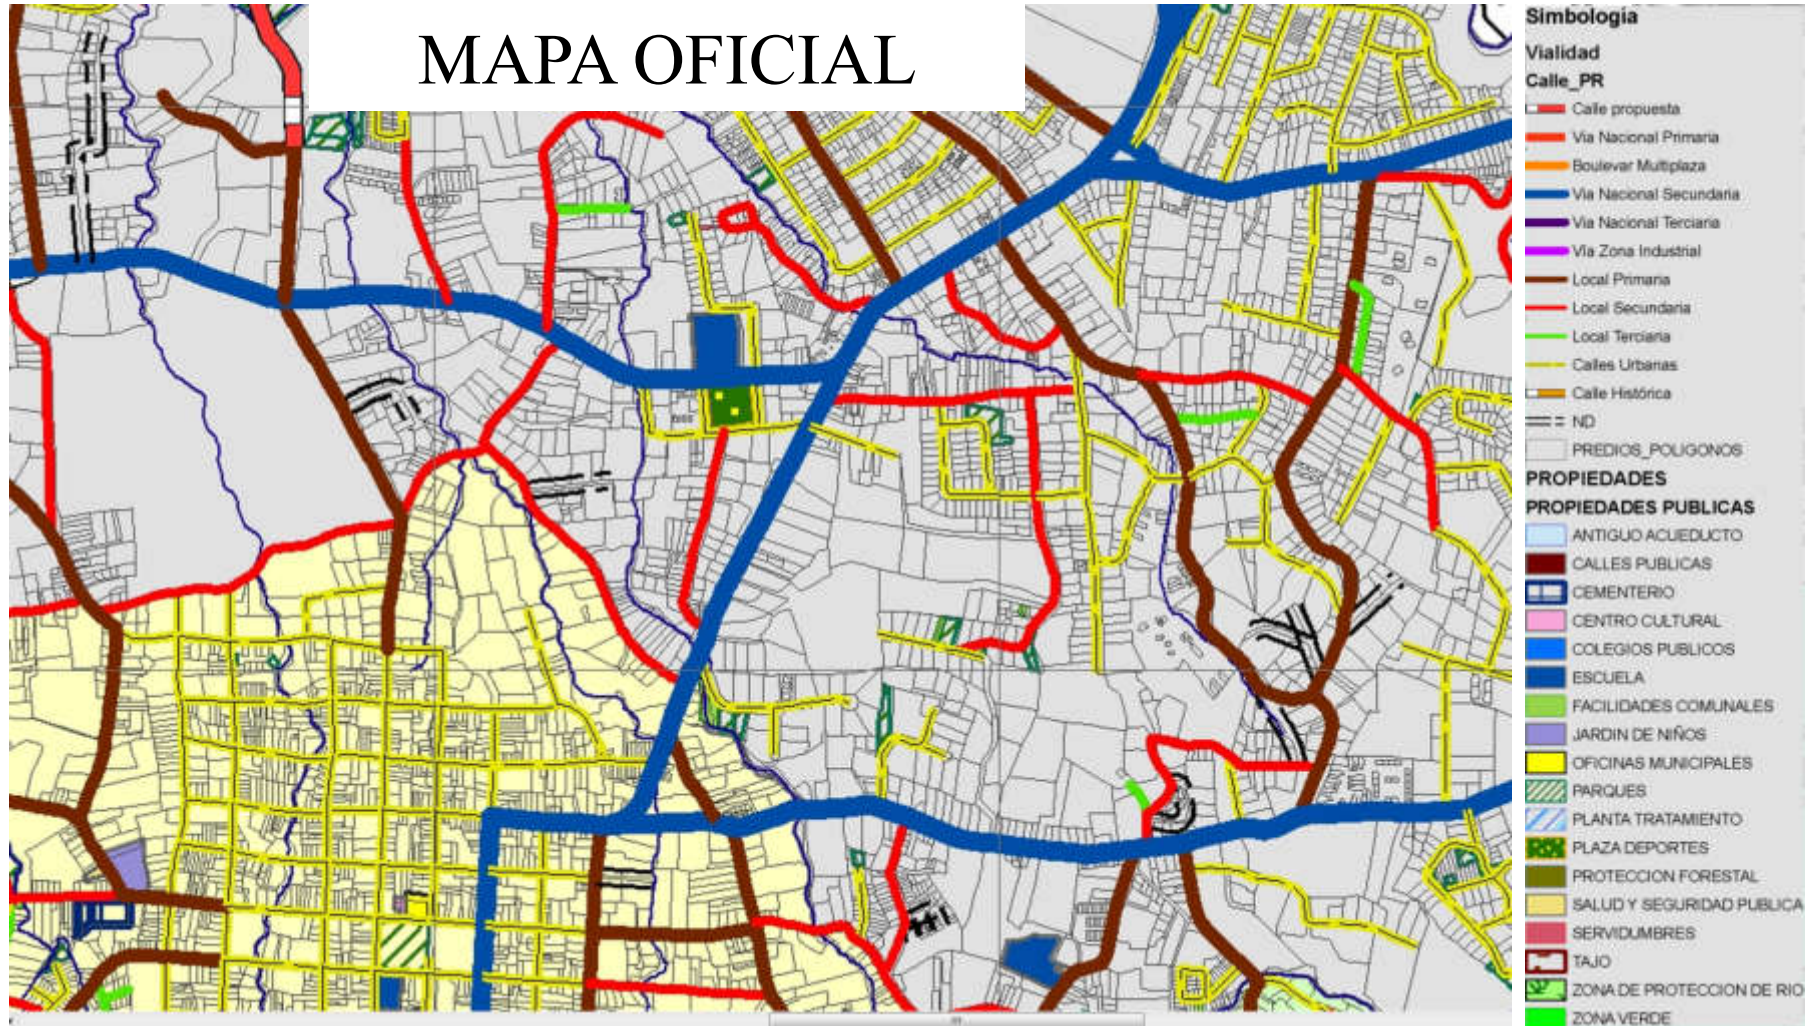 MAPA OFICIAL
Simbología
Vialidad
Calle_PR
Calle propuesta
Via Nacional Primaria
Boulevar Multiplaza
Via Nacional Secundaria
Via Nacional Terciaria
Vía Zona Industrial
Local Primaria
Local Secundaria
Local Terciaria
Calles Urbanas
Calle Histórica
ND
PREDIOS_POLIGONOS
PROPIEDADES
PROPIEDADES PUBLICAS
ANTIGUO ACUEDUCTO
CALLES PUBLICAS
CEMENTERIO
CENTRO CULTURAL
COLEGIOS PUBLICOS
ESCUELA
FACILIDADES COMUNALES
JARDIN DE NIÑOS
OFICINAS MUNICIPALES
PARQUES
PLANTA TRATAMIENTO
PLAZA DEPORTES
PROTECCION FORESTAL
SALUD Y SEGURIDAD PUBLICA
SERVIDUMBRES
TAJO
ZONA DE PROTECCION DE RIO
ZONA VERDE